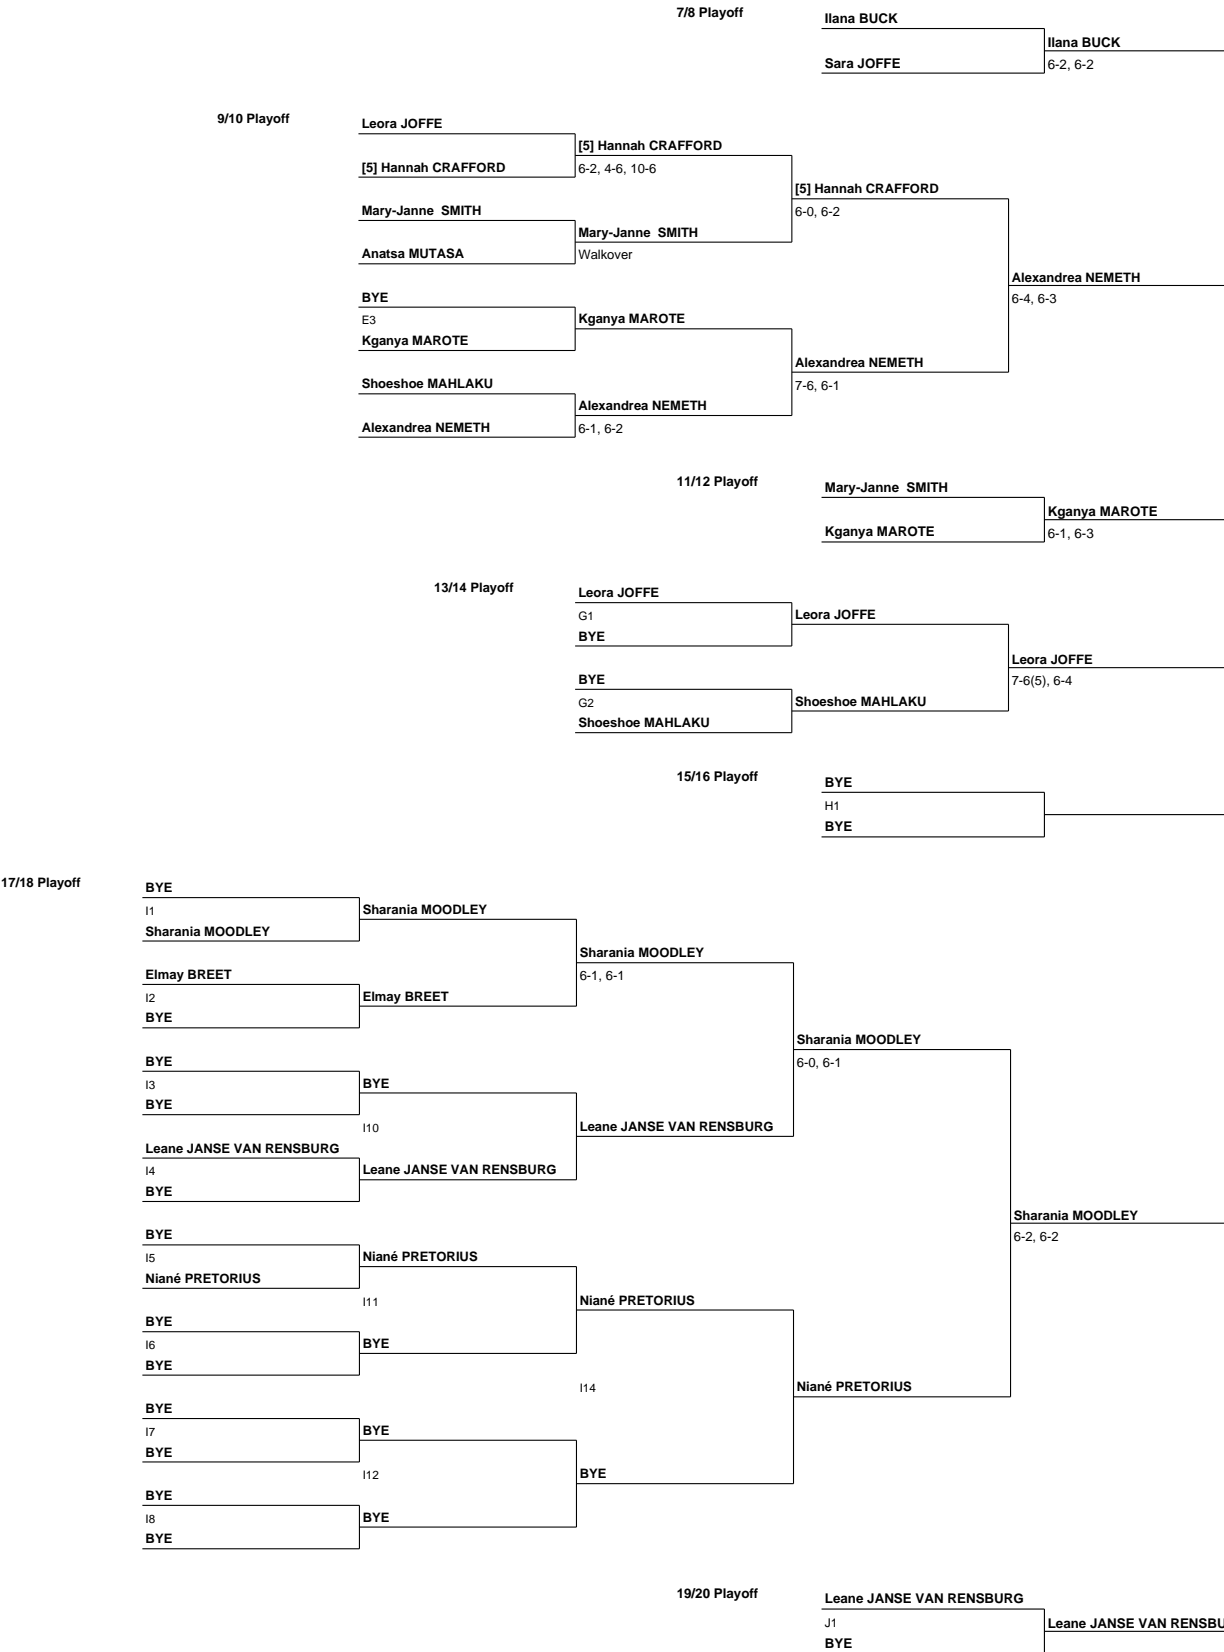 7/8 Playoff
Ilana BUCK
Ilana BUCK
Sara JOFFE
6-2, 6-2
9/10 Playoff
Leora JOFFE
[5] Hannah CRAFFORD
[5] Hannah CRAFFORD
6-2, 4-6, 10-6
[5] Hannah CRAFFORD
Mary-Janne SMITH
6-0, 6-2
Mary-Janne SMITH
Anatsa MUTASA
Walkover
Alexandrea NEMETH
BYE
6-4, 6-3
E3
Kganya MAROTE
Kganya MAROTE
Alexandrea NEMETH
Shoeshoe MAHLAKU
7-6, 6-1
Alexandrea NEMETH
Alexandrea NEMETH
6-1, 6-2
11/12 Playoff
Mary-Janne SMITH
Kganya MAROTE
Kganya MAROTE
6-1, 6-3
13/14 Playoff
Leora JOFFE
G1
Leora JOFFE
BYE
Leora JOFFE
BYE
7-6(5), 6-4
G2
Shoeshoe MAHLAKU
Shoeshoe MAHLAKU
15/16 Playoff
BYE
H1
BYE
17/18 Playoff
BYE
I1
Sharania MOODLEY
Sharania MOODLEY
Sharania MOODLEY
Elmay BREET
6-1, 6-1
I2
Elmay BREET
BYE
Sharania MOODLEY
BYE
6-0, 6-1
I3
BYE
BYE
I10
Leane JANSE VAN RENSBURG
Leane JANSE VAN RENSBURG
I4
Leane JANSE VAN RENSBURG
BYE
Sharania MOODLEY
BYE
6-2, 6-2
I5
Niané PRETORIUS
Niané PRETORIUS
I11
Niané PRETORIUS
BYE
I6
BYE
BYE
I14
Niané PRETORIUS
BYE
I7
BYE
BYE
I12
BYE
BYE
I8
BYE
BYE
19/20 Playoff
Leane JANSE VAN RENSBURG
J1
Leane JANSE VAN RENSBU
BYE